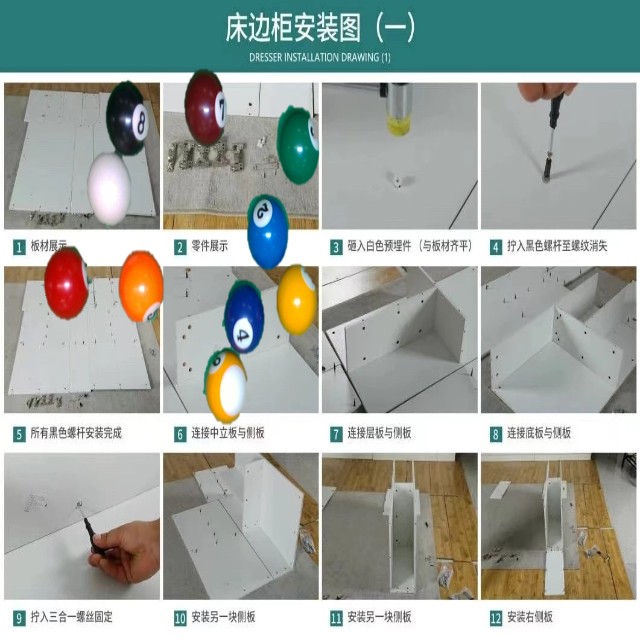 床边柜安装图（一）
DRESSER INSTALLATION DRAWING (1)
8
7
1 板材展示
2 零件展示
2
3 砸入白色预埋件 （与板材齐平）
4 拧入黑色螺杆至螺纹消失
4
5 所有黑色螺杆安装完成
6 连接中立板与侧板
7 连接层板与侧板
8 连接底板与侧板
9 拧入三合一螺丝固定
10 安装另一块侧板
11 安装另一块侧板
12 安装右侧板